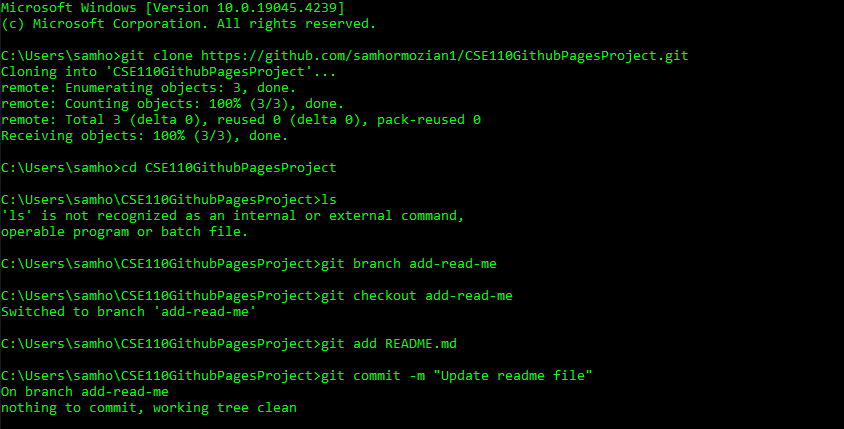 Microsoft Windows [Version 10.0.19045.4239]
(c) Microsoft Corporation. All rights reserved.
C:\Users\samho>git clone https://github.com/samhormozian1/CSE110GithubPagesProject.git
Cloning into 'CSE110GithubPagesProject'...
remote: Enumerating objects: 3, done.
remote: Counting objects: 100% (3/3), done.
remote: Total 3 (delta 0), reused 0 (delta 0), pack-reused 0
Receiving objects: 100% (3/3), done.
C:\Users\samho>cd CSE110GithubPagesProject
C:\Users\samho\CSE110GithubPagesProject>ls
'ls' is not recognized as an internal or external command,
operable program or batch file.
C:\Users\samho\CSE110GithubPagesProject>git branch add-read-me
C:\Users\samho\CSE110GithubPagesProject>git checkout add-read-me
Switched to branch 'add-read-me'
C:\Users\samho\CSE110GithubPagesProject>git add README.md
C:\Users\samho\CSE110GithubPagesProject>git commit -m "Update readme file"
On branch add-read-me
nothing to commit, working tree clean